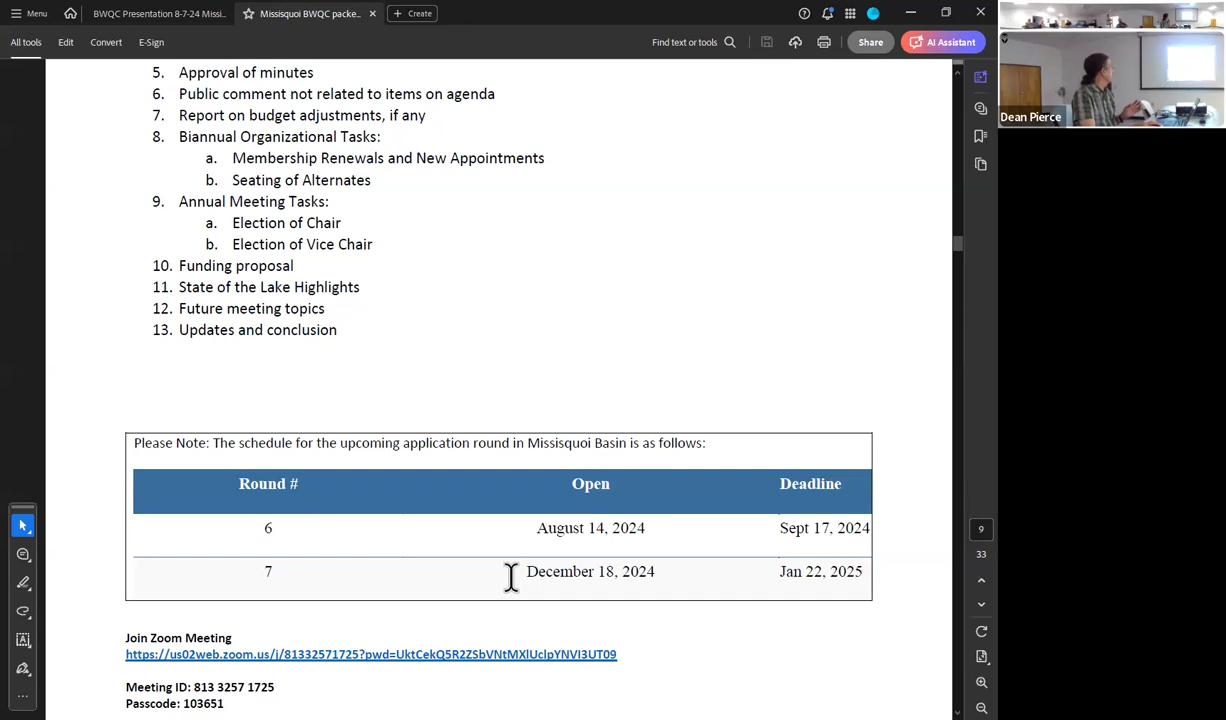 Menu
BWQC Presentation 8-7-24 Missi...
Missisquoi BWQC packe...
Create
All tools
Edit
Convert
E-Sign
Find text or tools
Share
AI Assistant
5. Approval of minutes
6. Public comment not related to items on agenda
7. Report on budget adjustments, if any
8. Biannual Organizational Tasks:
a. Membership Renewals and New Appointments
b. Seating of Alternates
9. Annual Meeting Tasks:
a. Election of Chair
b. Election of Vice Chair
10. Funding proposal
11. State of the Lake Highlights
12. Future meeting topics
13. Updates and conclusion
Please Note: The schedule for the upcoming application round in Missisquoi Basin is as follows:
Round # Open Deadline
6 August 14, 2024 Sept 17, 2024
7 December 18, 2024 Jan 22, 2025
Join Zoom Meeting
https://us02web.zoom.us/j/81332571725?pwd=UktCekQ5R2ZSbVNtMXlUclpYNVl3UT09
Meeting ID: 813 3257 1725
Passcode: 103651
9
33
Dean Pierce